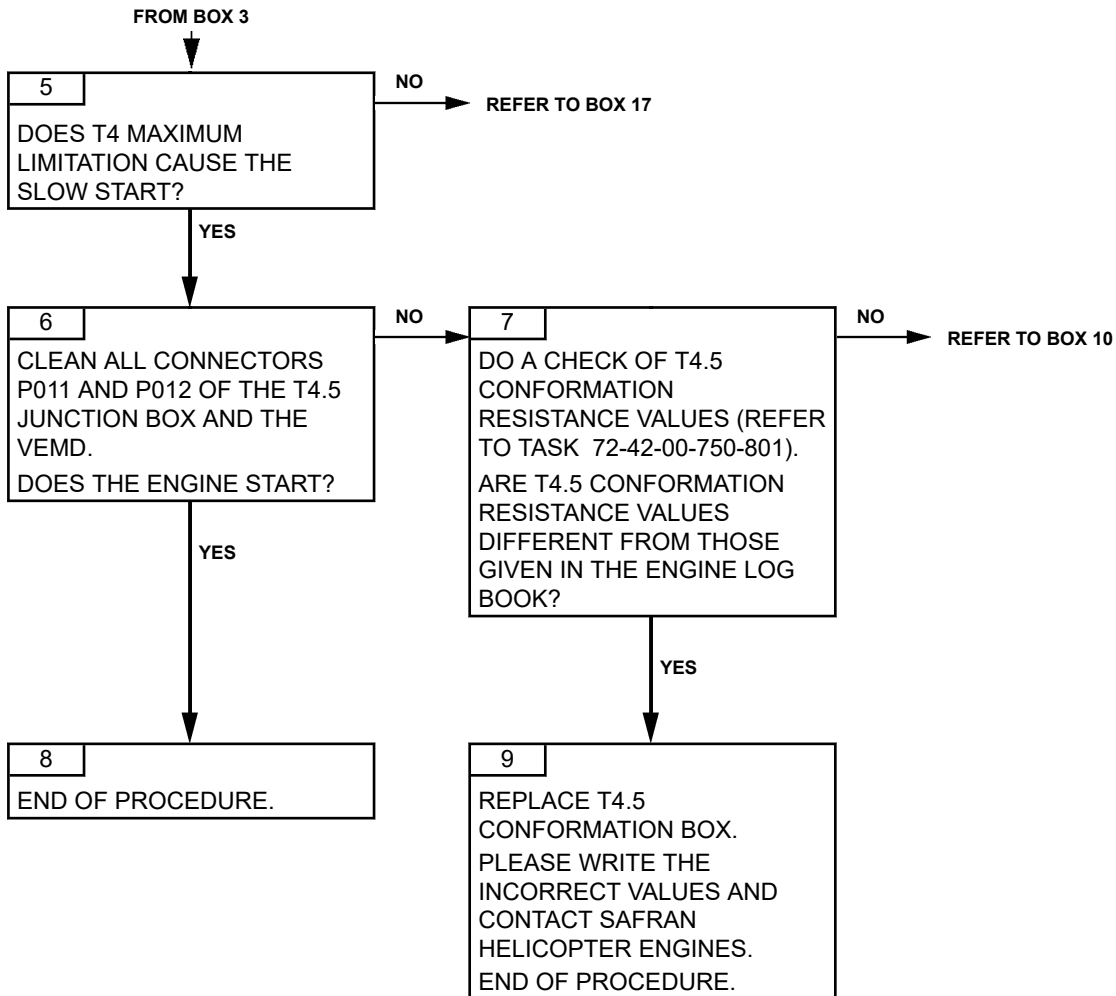 FROM BOX 3
5
DOES T4 MAXIMUM
LIMITATION CAUSE THE
SLOW START?
NO
REFER TO BOX 17
YES
6
CLEAN ALL CONNECTORS
P011 AND P012 OF THE T4.5
JUNCTION BOX AND THE
VEMD.
DOES THE ENGINE START?
NO
7
DO A CHECK OF T4.5
CONFORMATION
RESISTANCE VALUES (REFER
TO TASK 72-42-00-750-801).
ARE T4.5 CONFORMATION
RESISTANCE VALUES
DIFFERENT FROM THOSE
GIVEN IN THE ENGINE LOG
BOOK?
NO
REFER TO BOX 10
YES
YES
8
END OF PROCEDURE.
9
REPLACE T4.5
CONFORMATION BOX.
PLEASE WRITE THE
INCORRECT VALUES AND
CONTACT SAFRAN
HELICOPTER ENGINES.
END OF PROCEDURE.